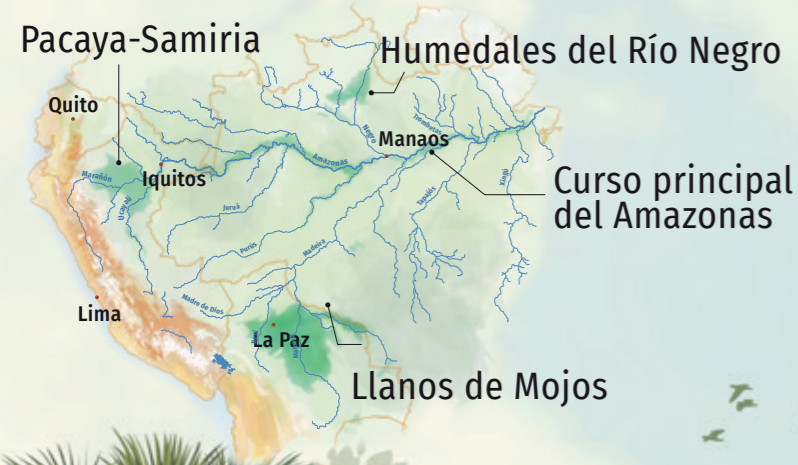 Pacaya-Samiria
Humedales del Río Negro
Quito
Trombetas
Negro
Manaos
Amazonas
Iquitos
Marañón
Ucayali
Curso principal
del Amazonas
Xingú
Tapajós
Juruá
Purús
Madeira
Madre de Dios
Lima
La Paz
Llanos de Mojos